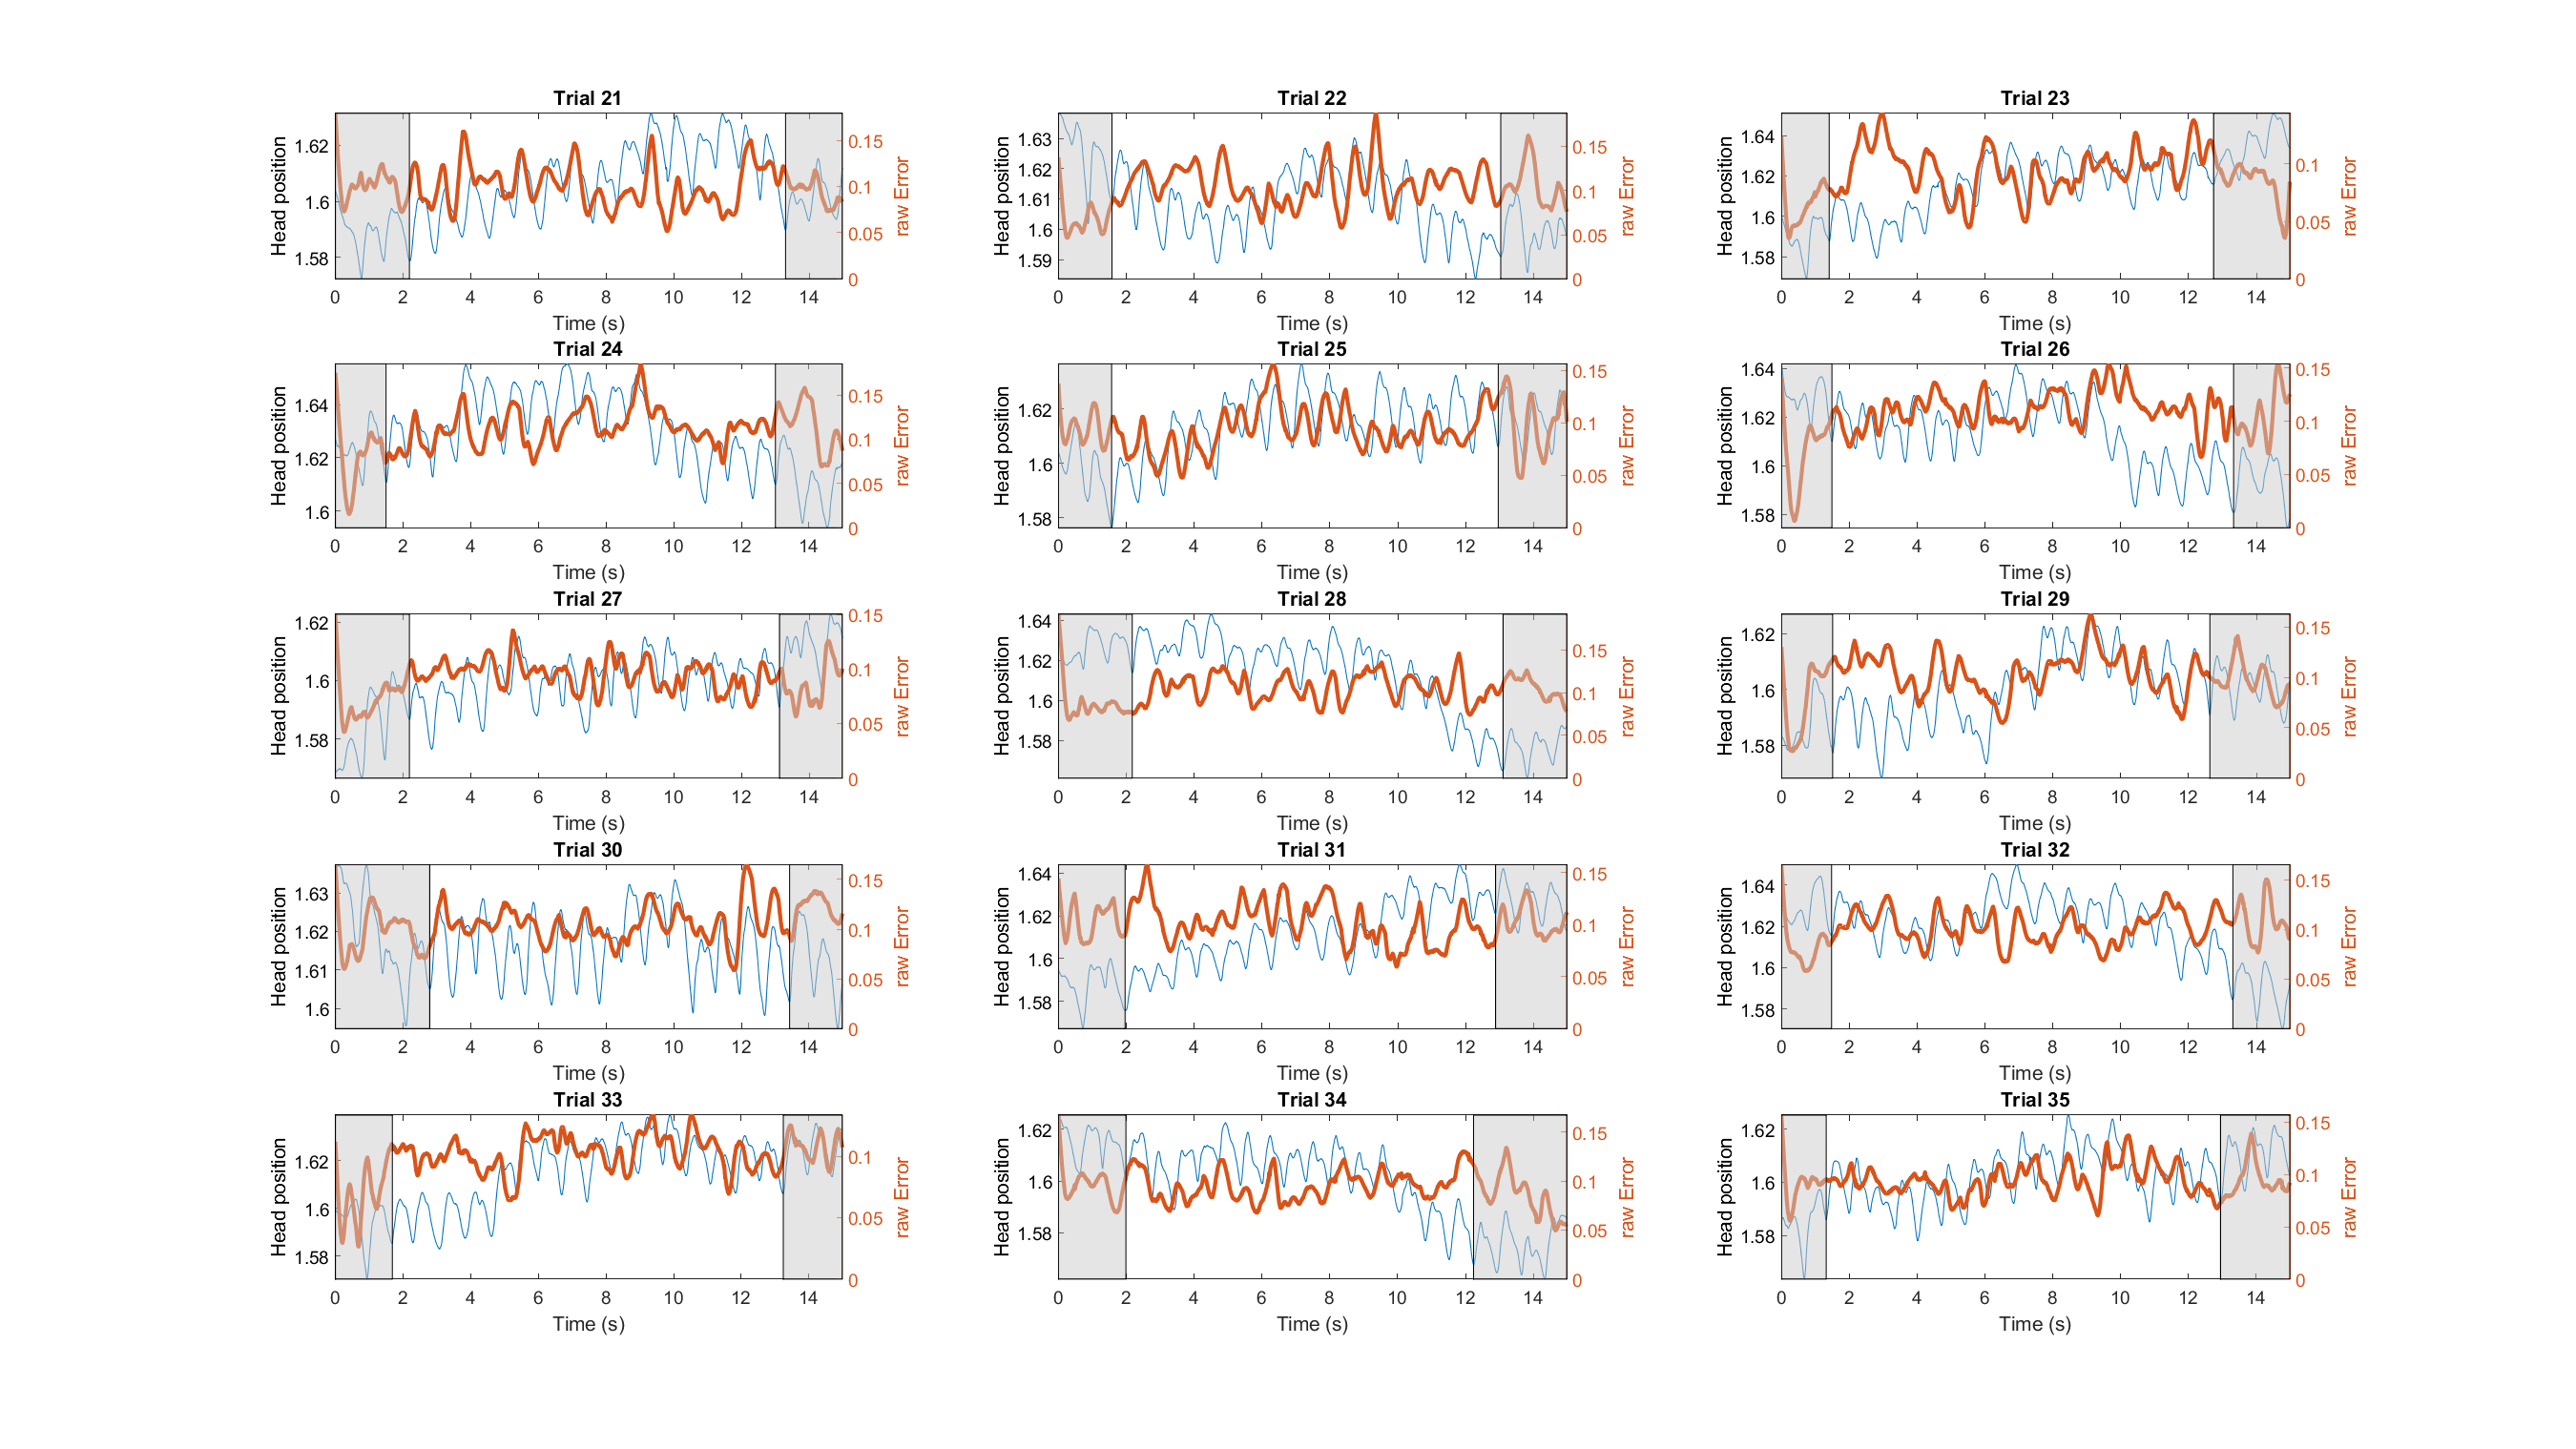 Trial 21
Head position
1.62
1.6
1.58
0.15
0.1
0.05
0
raw Error
0 2 4 6 8 10 12 14
Time (s)
Trial 22
Head position
1.63
1.62
1.61
1.6
1.59
0.15
0.1
0.05
0
raw Error
0 2 4 6 8 10 12 14
Time (s)
Trial 23
Head position
1.64
1.62
1.6
1.58
0.1
0.05
0
raw Error
0 2 4 6 8 10 12 14
Time (s)
Trial 24
Head position
1.64
1.62
1.6
0.15
0.1
0.05
0
raw Error
0 2 4 6 8 10 12 14
Time (s)
Trial 25
Head position
1.62
1.6
1.58
0.15
0.1
0.05
0
raw Error
0 2 4 6 8 10 12 14
Time (s)
Trial 26
Head position
1.64
1.62
1.6
1.58
0.15
0.1
0.05
0
raw Error
0 2 4 6 8 10 12 14
Time (s)
Trial 27
Head position
1.62
1.6
1.58
0.15
0.1
0.05
0
raw Error
0 2 4 6 8 10 12 14
Time (s)
Trial 28
Head position
1.64
1.62
1.6
1.58
0.15
0.1
0.05
0
raw Error
0 2 4 6 8 10 12 14
Time (s)
Trial 29
Head position
1.62
1.6
1.58
0.15
0.1
0.05
0
raw Error
0 2 4 6 8 10 12 14
Time (s)
Trial 30
Head position
1.63
1.62
1.61
1.6
0.15
0.1
0.05
0
raw Error
0 2 4 6 8 10 12 14
Time (s)
Trial 31
Head position
1.64
1.62
1.6
1.58
0.15
0.1
0.05
0
raw Error
0 2 4 6 8 10 12 14
Time (s)
Trial 32
Head position
1.64
1.62
1.6
1.58
0.15
0.1
0.05
0
raw Error
0 2 4 6 8 10 12 14
Time (s)
Trial 33
Head position
1.62
1.6
1.58
0.1
0.05
0
raw Error
0 2 4 6 8 10 12 14
Time (s)
Trial 34
Head position
1.62
1.6
1.58
0.15
0.1
0.05
0
raw Error
0 2 4 6 8 10 12 14
Time (s)
Trial 35
Head position
1.62
1.6
1.58
0.15
0.1
0.05
0
raw Error
0 2 4 6 8 10 12 14
Time (s)